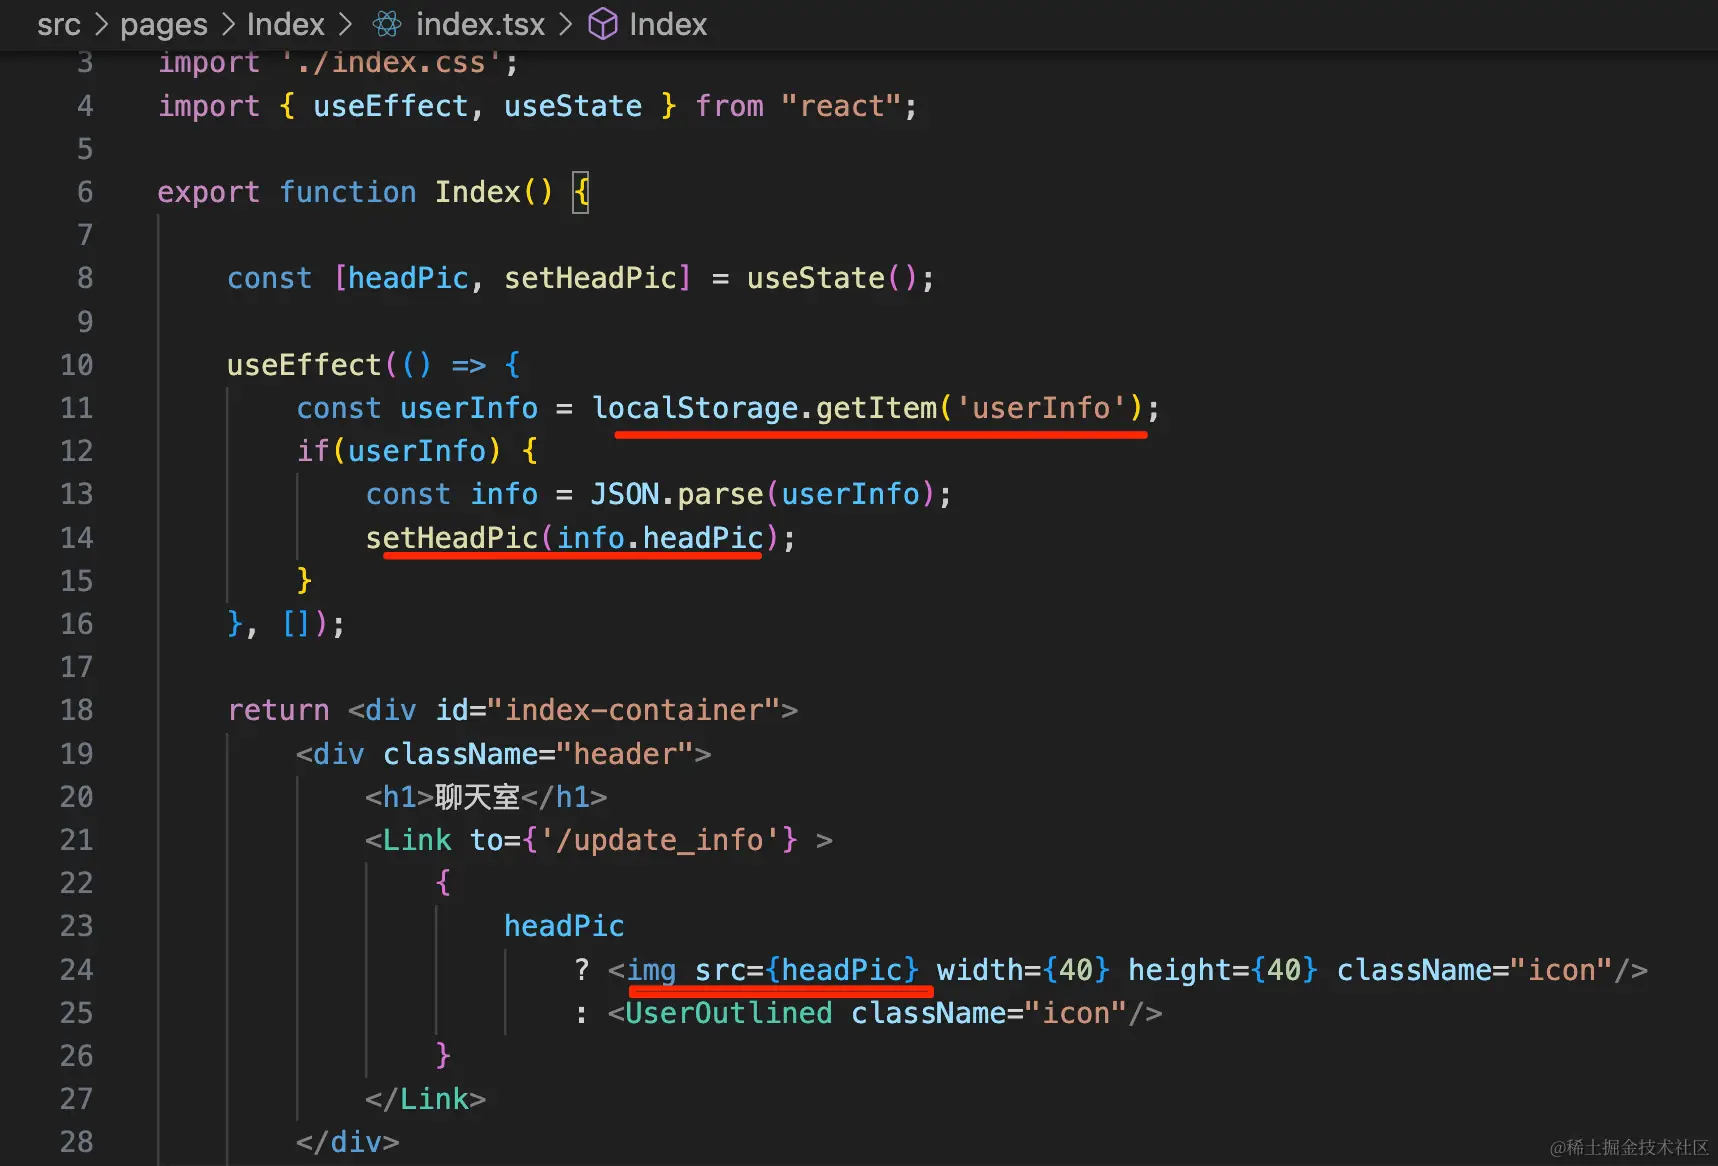 src > pages > Index > index.tsx > Index
3 import './index.css';
4 import { useEffect, useState } from "react";
5
6 export function Index() {
7
8 const [headPic, setHeadPic] = useState();
9
10 useEffect(() => {
11 const userInfo = localStorage.getItem('userInfo');
12 if(userInfo) {
13 const info = JSON.parse(userInfo);
14 setHeadPic(info.headPic);
15 }
16 }, []);
17
18 return <div id="index-container">
19 <div className="header">
20 <h1>聊天室</h1>
21 <Link to={'/update_info'} >
22 {
23 headPic
24 ? <img src={headPic} width={40} height={40} className="icon"/>
25 : <UserOutlined className="icon"/>
26 }
27 </Link>
28 </div>
@稀土掘金技术社区